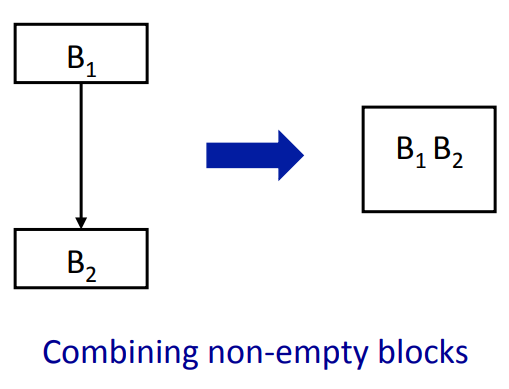 B₁
B₁ B₂
B₂
Combining non-empty blocks